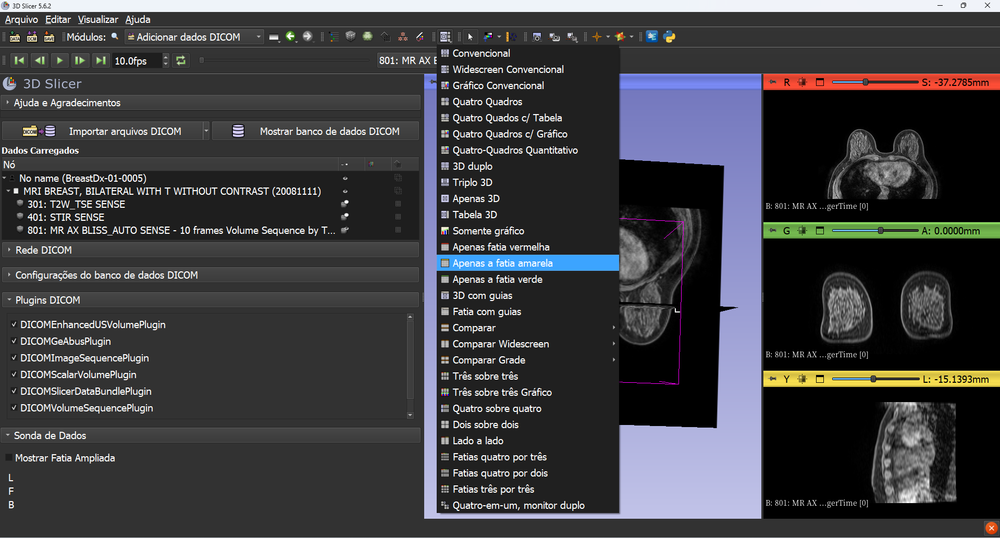 3D Slicer 5.6.2
Arquivo Editar Visualizar Ajuda
DATA DCM SAVE Módulos: Adicionar dados DICOM
10.0fps
801: MR AX B
3D Slicer
Ajuda e Agradecimentos
DICOM Importar arquivos DICOM
Mostrar banco de dados DICOM
Dados Carregados
Nó
No name (BreastDx-01-0005)
MRI BREAST, BILATERAL WITH T WITHOUT CONTRAST (20081111)
301: T2W_TSE SENSE
401: STIR SENSE
801: MR AX BLISS_AUTO SENSE - 10 frames Volume Sequence by T...
Rede DICOM
Configurações do banco de dados DICOM
Plugins DICOM
DICOMEnhancedUSVolumePlugin
DICOMGeAbusPlugin
DICOMImageSequencePlugin
DICOMScalarVolumePlugin
DICOMSlicerDataBundlePlugin
DICOMVolumeSequencePlugin
Sonda de Dados
Mostrar Fatia Ampliada
L
F
B
Convencional
Widescreen Convencional
Gráfico Convencional
Quatro Quadros
Quatro Quados c/ Tabela
Quatro Quadros c/ Gráfico
Quatro-Quadros Quantitativo
3D duplo
Triplo 3D
Apenas 3D
Tabela 3D
Somente gráfico
Apenas fatia vermelha
Apenas a fatia amarela
Apenas a fatia verde
3D com guias
Fatia com guias
Comparar
Comparar Widescreen
Comparar Grade
Três sobre três
Três sobre três Gráfico
Quatro sobre quatro
Dois sobre dois
Lado a lado
Fatias quatro por três
Fatias quatro por dois
Fatias três por três
Quatro-em-um, monitor duplo
L
R S: -37.2785mm
B: 801: MR AX ...gerTime [0]
G A: 0.0000mm
B: 801: MR AX ...gerTime [0]
Y L: -15.1393mm
B: 801: MR AX ...gerTime [0]